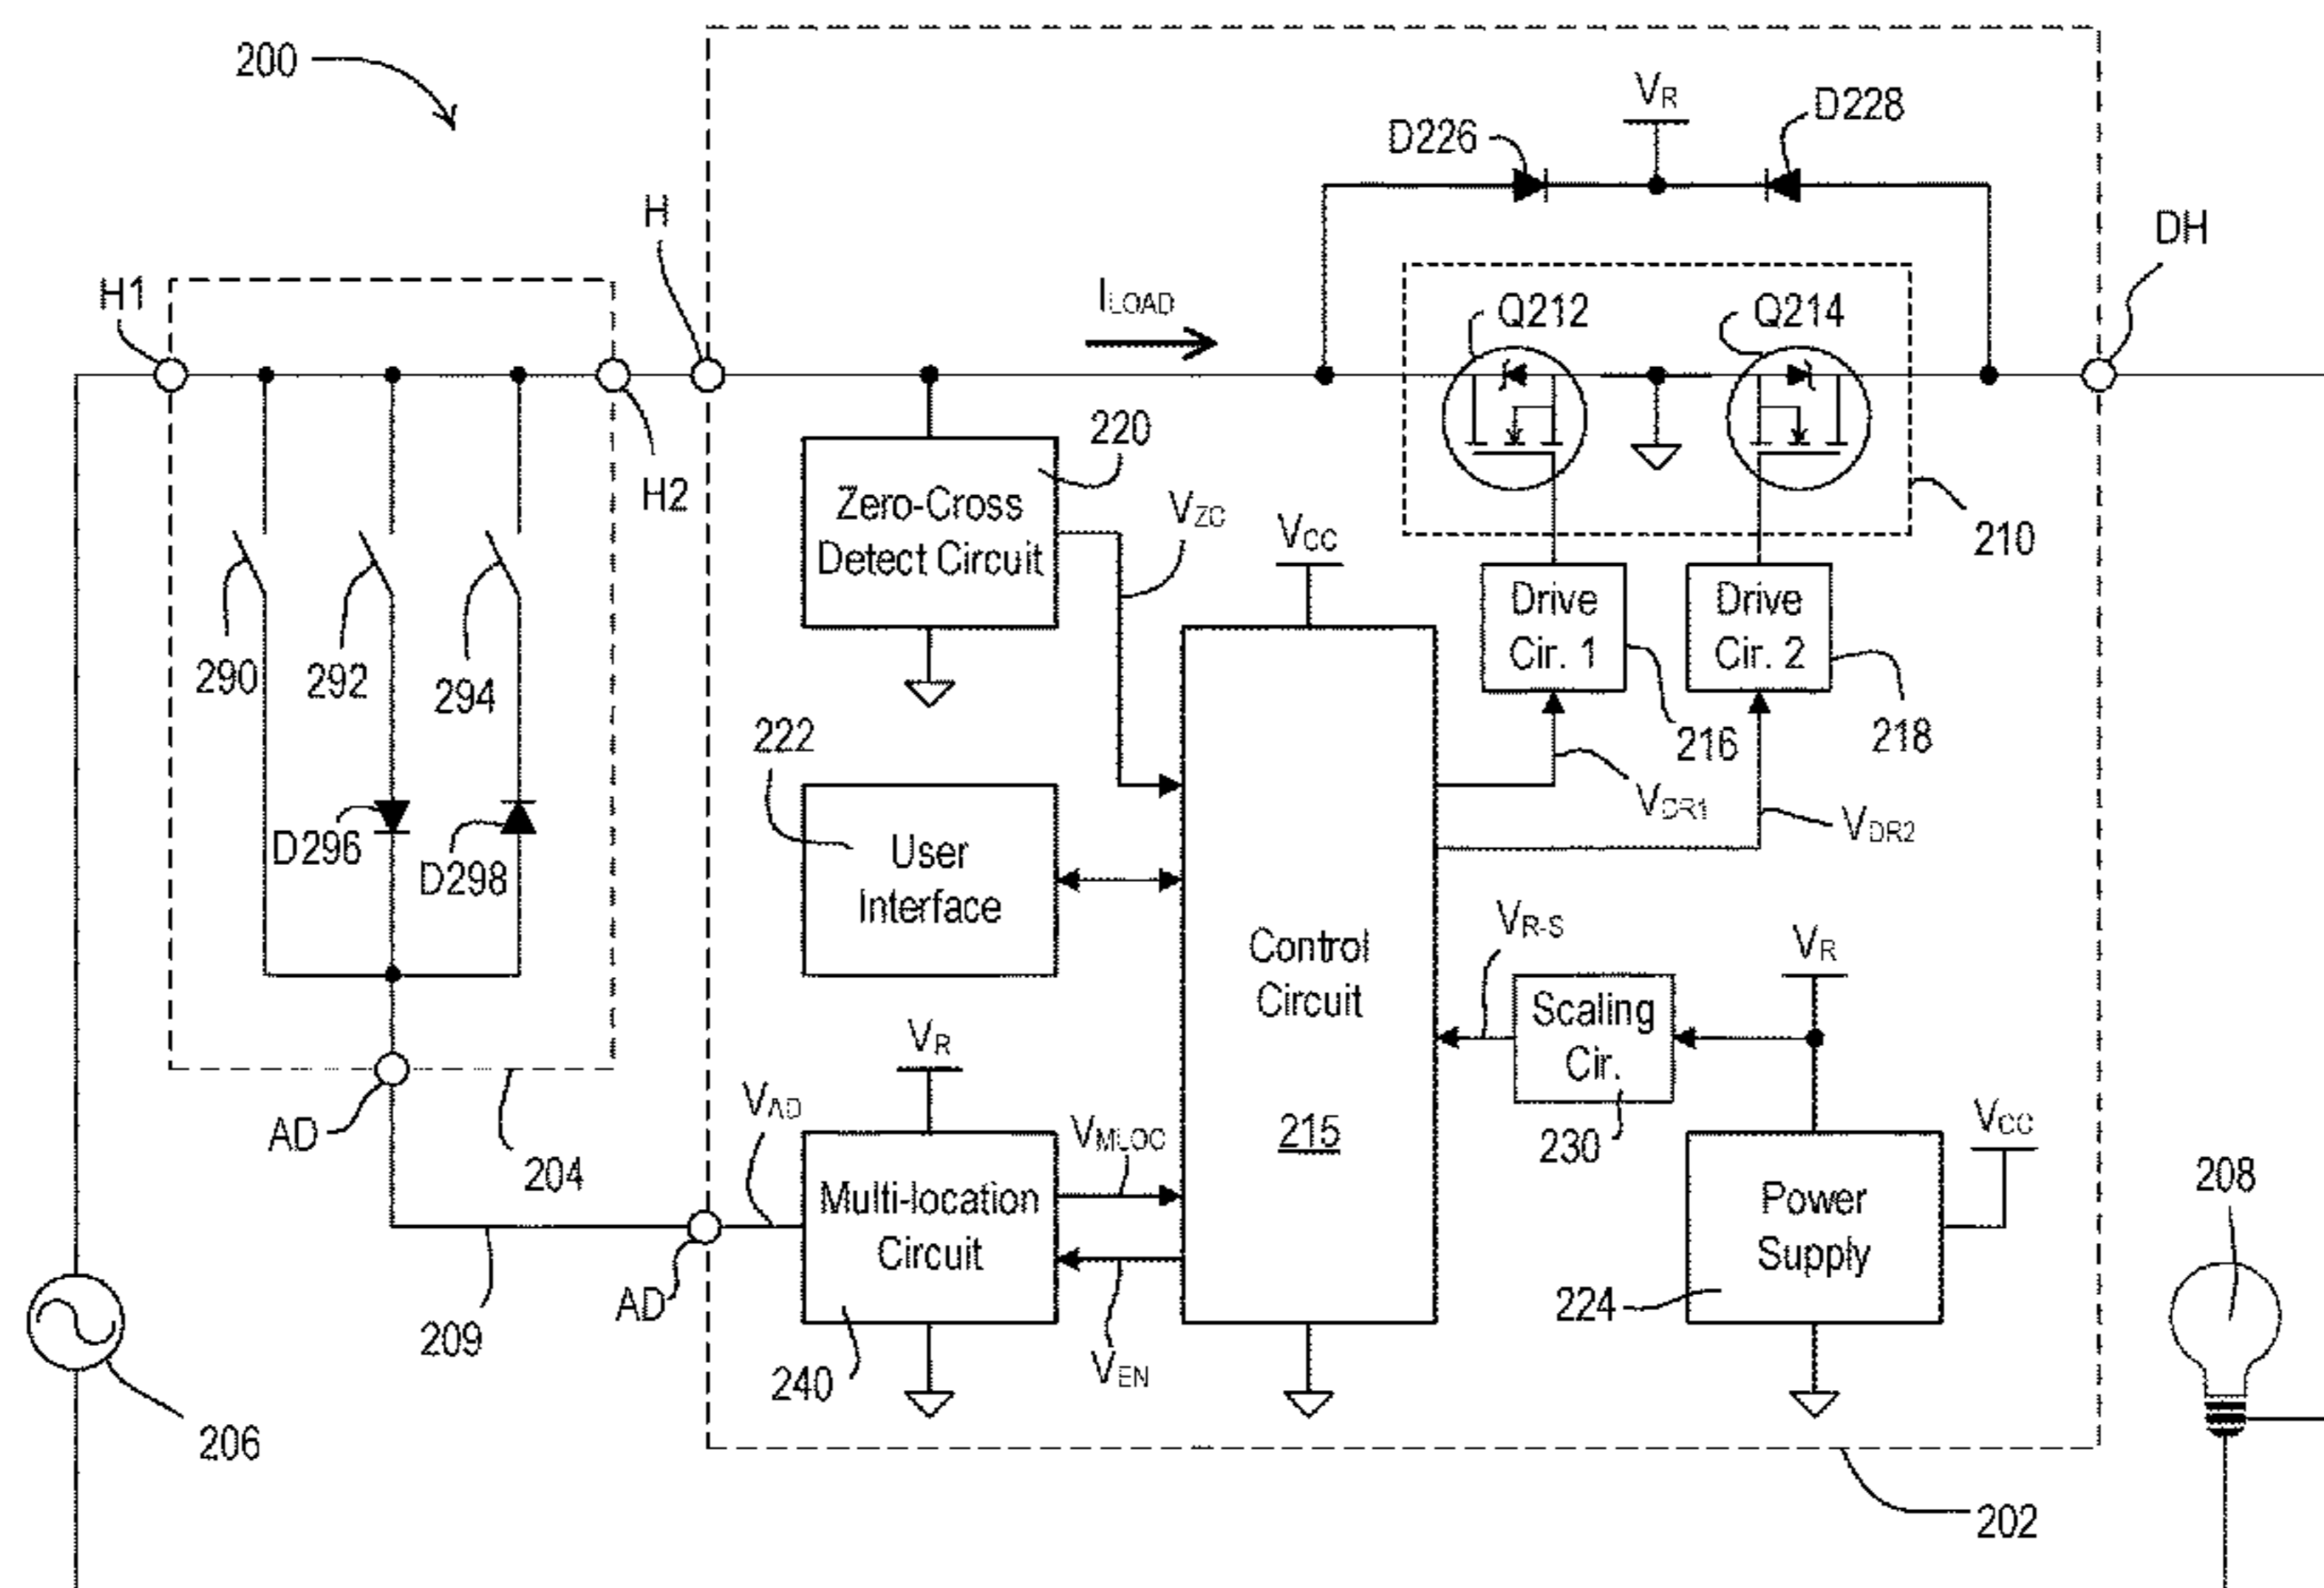 200
VR
D226
D228
H
DH
H1
ILOAD
Q212
Q214
220
H2
Zero-Cross
Detect Circuit
VZC
VCC
210
Drive
Cir. 1
Drive
Cir. 2
290
292
294
216
218
222
VDR1
VDR2
D296
D298
User
Interface
Control
Circuit
215
VR-S
VR
Scaling
Cir.
230
VR
VAD
VMLOC
VCC
AD
204
Multi-location
Circuit
Power
Supply
208
209
AD
240
VEN
224
206
202